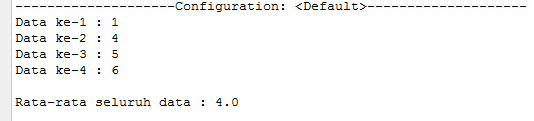 --------------------Configuration: <Default>--------------------
Data ke-1 : 1
Data ke-2 : 4
Data ke-3 : 5
Data ke-4 : 6
Rata-rata seluruh data : 4.0